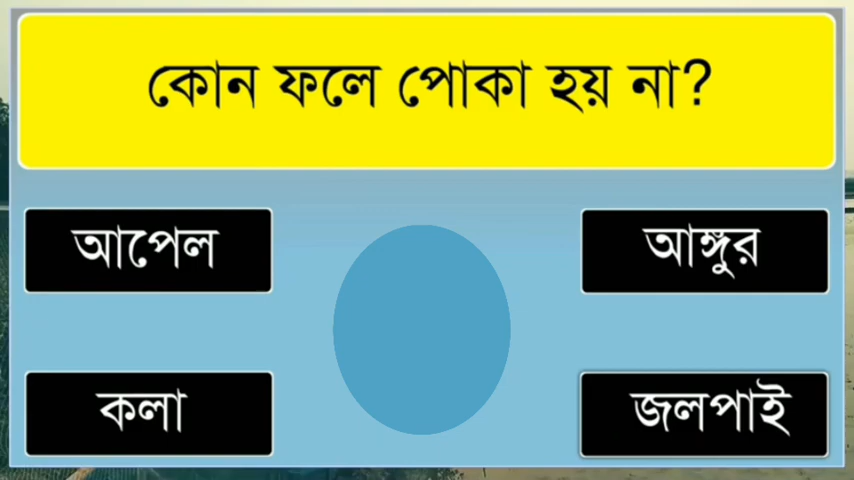 কোন ফলে পোকা হয় না?
আপেল
আঙ্গুর
কলা
জলপাই